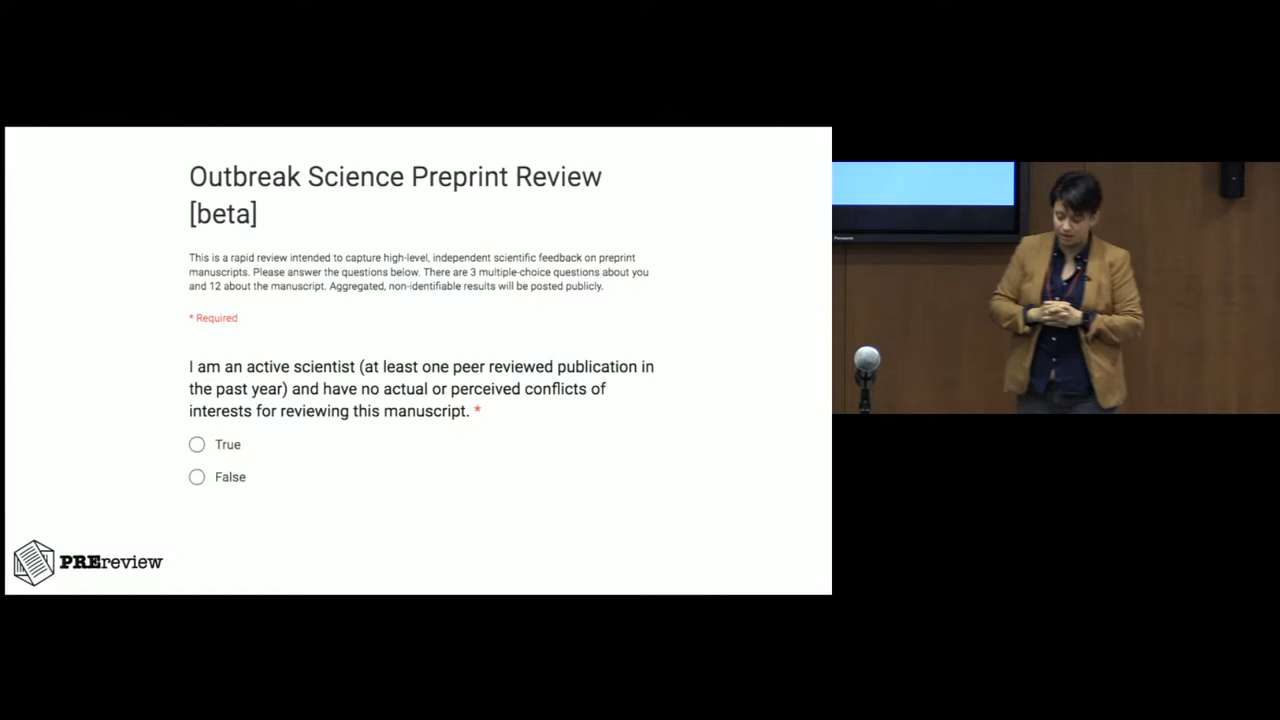 Outbreak Science Preprint Review
[beta]
This is a rapid review intended to capture high-level, independent scientific feedback on preprint
manuscripts. Please answer the questions below. There are 3 multiple-choice questions about you
and 12 about the manuscript. Aggregated, non-identifiable results will be posted publicly.
* Required
I am an active scientist (at least one peer reviewed publication in
the past year) and have no actual or perceived conflicts of
interests for reviewing this manuscript. *
True
False
PREreview
Panasonic